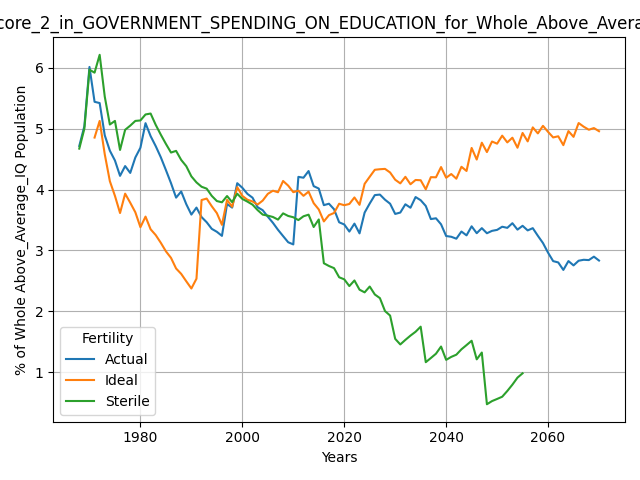 core_2_in_GOVERNMENT_SPENDING_ON_EDUCATION_for_Whole_Above_Avera
% of Whole Above_Average_IQ Population
6
5
4
3
2
1
Fertility
Actual
Ideal
Sterile
1980
2000
2020
2040
2060
Years